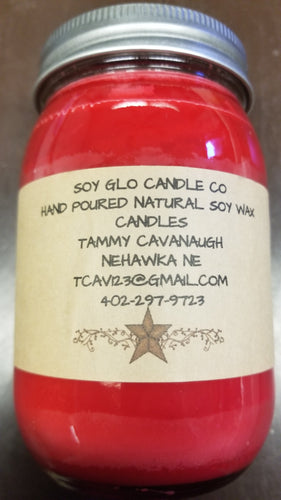 SOY GLO CANDLE CO
HAND POURED NATURAL SOY WAX
CANDLES
TAMMY CAVANAUGH
NEHAWKA NE
TCAV123@GMAIL.COM
402-297-9723